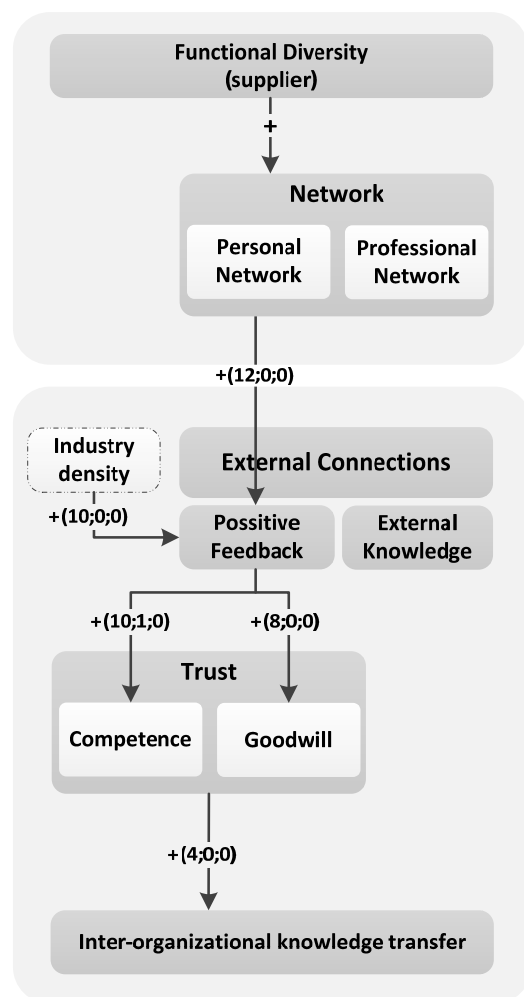 Functional Diversity
(supplier)
+
Network
Personal
Network
Professional
Network
+(12;0;0)
Industry
density
External Connections
+(10;0;0)
Possitive
Feedback
External
Knowledge
+(10;1;0)
+(8;0;0)
Trust
Competence
Goodwill
+(4;0;0)
Inter-organizational knowledge transfer